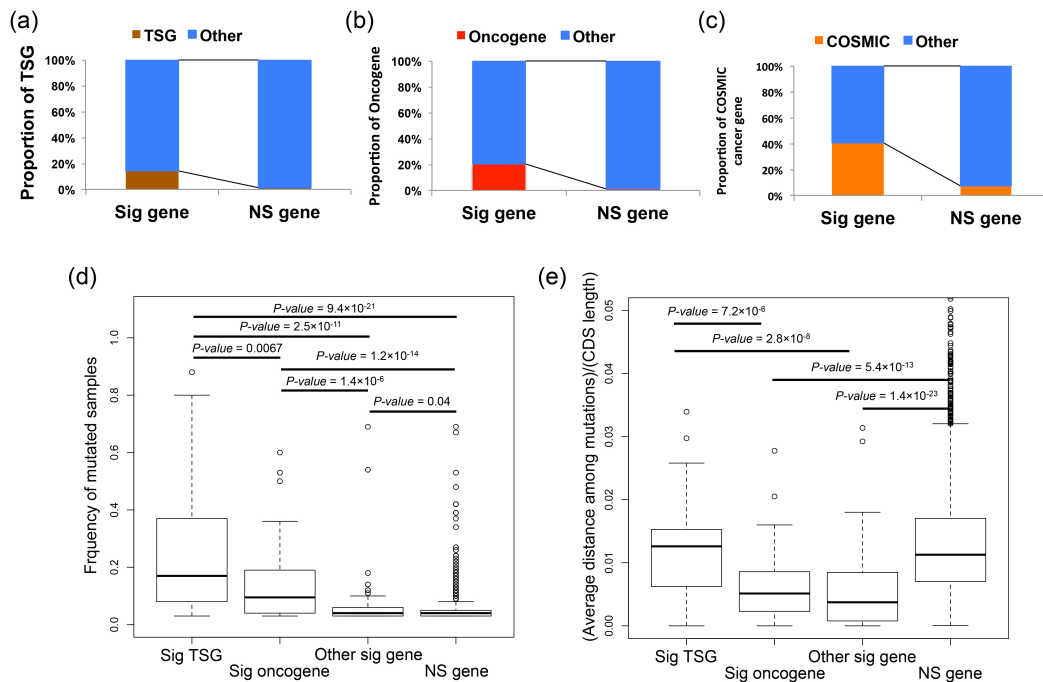 (a)
TSG Other
Proportion of TSG
100%
80%
60%
40%
20%
0%
Sig gene NS gene
(b)
Oncogene Other
Proportion of Oncogene
100%
80%
60%
40%
20%
0%
Sig gene NS gene
(c)
COSMIC Other
Proportion of COSMIC
cancer gene
100%
80%
60%
40%
20%
0%
Sig gene NS gene
(d)
Frquency of mutated samples
1.0
0.8
0.6
0.4
0.2
0.0
P-value = 9.4×10-21
P-value = 2.5×10-11
P-value = 0.0067
P-value = 1.2×10-14
P-value = 1.4×10-6
P-value = 0.04
Sig TSG
Sig oncogene
Other sig gene
NS gene
(e)
(Average distance among mutations)/(CDS length)
0.05
0.04
0.03
0.02
0.01
0.00
P-value = 7.2×10-6
P-value = 2.8×10-8
P-value = 5.4×10-13
P-value = 1.4×10-23
Sig TSG
Sig oncogene
Other sig gene
NS gene